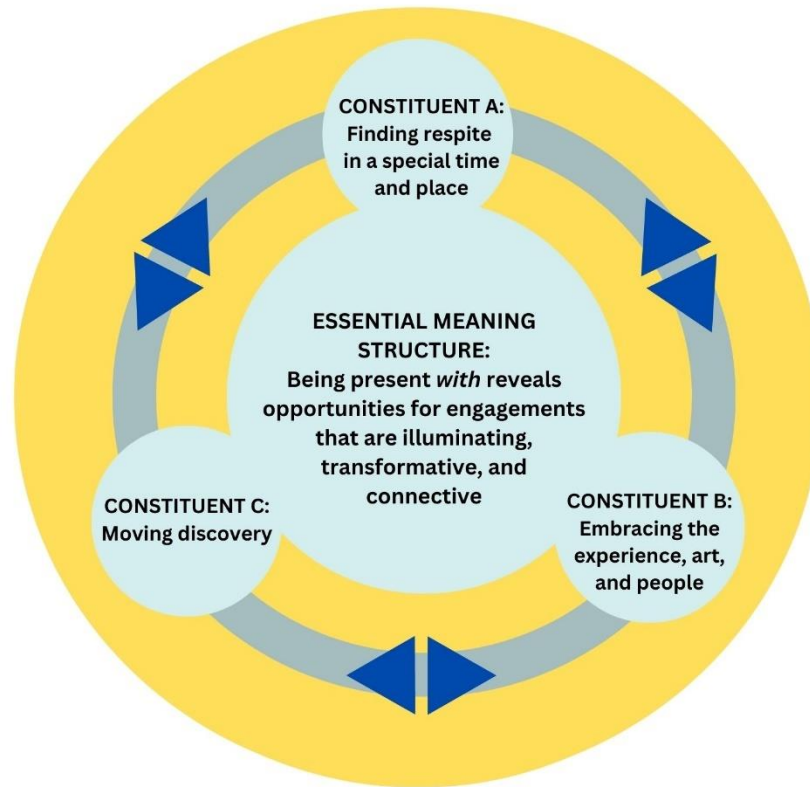 CONSTITUENT A:
Finding respite
in a special time
and place
ESSENTIAL MEANING
STRUCTURE:
Being present with reveals
opportunities for engagements
that are illuminating,
transformative, and
connective
CONSTITUENT C:
Moving discovery
CONSTITUENT B:
Embracing the
experience, art,
and people